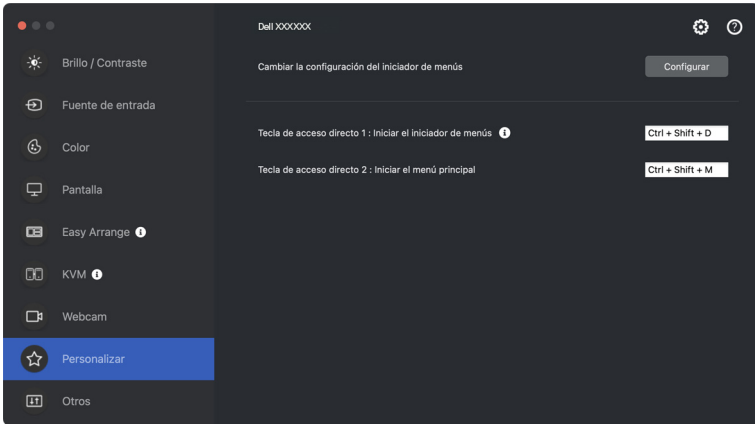 Dell XXXXXX
Brillo / Contraste
Fuente de entrada
Color
Pantalla
Easy Arrange
KVM
Webcam
Personalizar
Otros
Cambiar la configuración del iniciador de menús
Configurar
Tecla de acceso directo 1 : Iniciar el iniciador de menús
Ctrl + Shift + D
Tecla de acceso directo 2 : Iniciar el menú principal
Ctrl + Shift + M